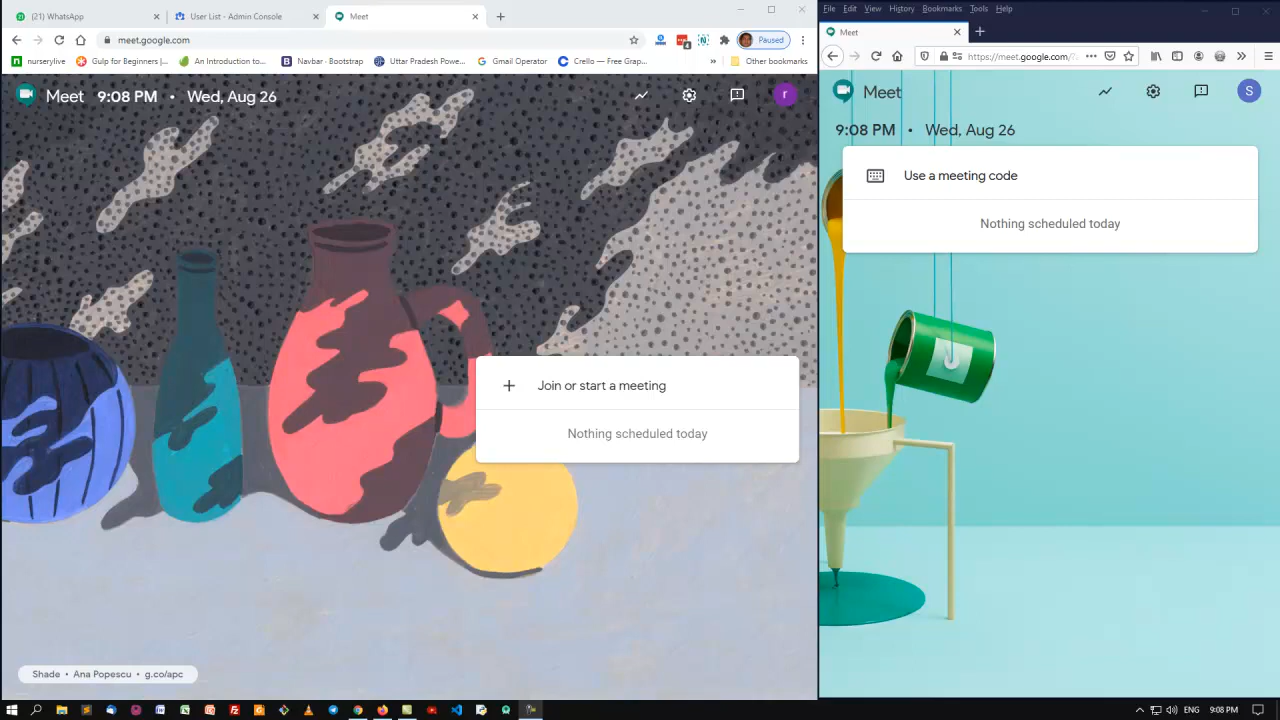 (21) WhatsApp
User List - Admin Console
Meet
meet.google.com
Paused
nurserylive
Gulp for Beginners |...
An Introduction to G...
Navbar · Bootstrap
Uttar Pradesh Powe...
Gmail Operator
Crello — Free Grap...
»
Other bookmarks
Meet 9:08 PM • Wed, Aug 26
r
Join or start a meeting
Nothing scheduled today
Shade • Ana Popescu • g.co/apc
File Edit View History Bookmarks Tools Help
Meet
https://meet.google.com/?
Meet
S
9:08 PM • Wed, Aug 26
Use a meeting code
Nothing scheduled today
ENG 9:08 PM